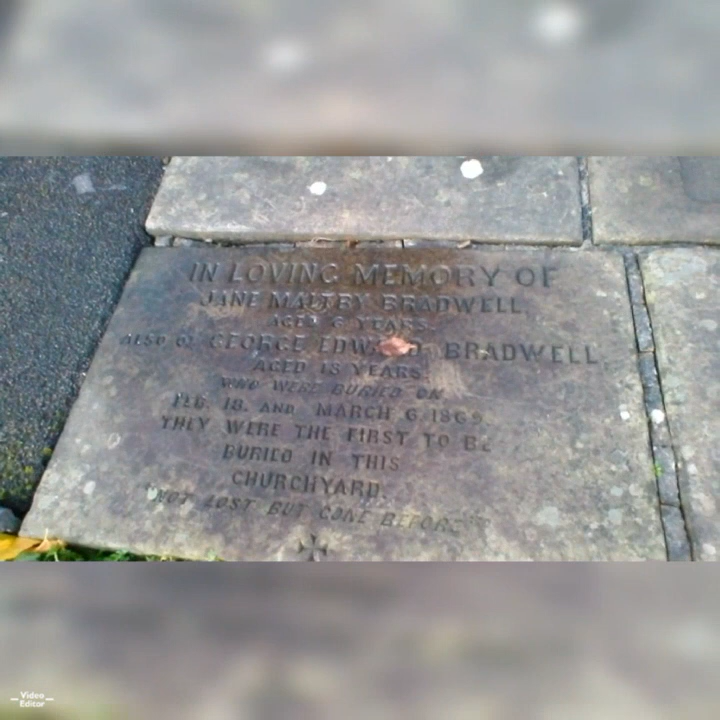 IN LOVING MEMORY OF
JANE MALTBY BRADWELL,
AGED 6 YEARS.
ALSO OF GEORGE EDWARD BRADWELL,
AGED 13 YEARS.
WHO WERE BURIED ON
FEB. 18. AND MARCH 6. 1869.
THEY WERE THE FIRST TO BE
BURIED IN THIS
CHURCHYARD.
"NOT LOST BUT GONE BEFORE"
Video
Editor